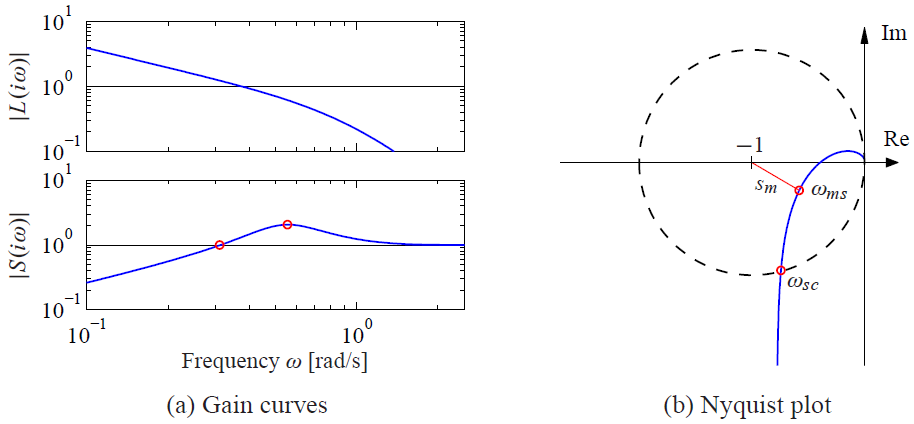 10^1
|L(iω)|
10^0
10^-1
10^1
|S(iω)|
10^0
10^-1
10^-1
10^0
Frequency ω [rad/s]
(a) Gain curves
Im
Re
−1
s_m
ω_ms
ω_sc
(b) Nyquist plot